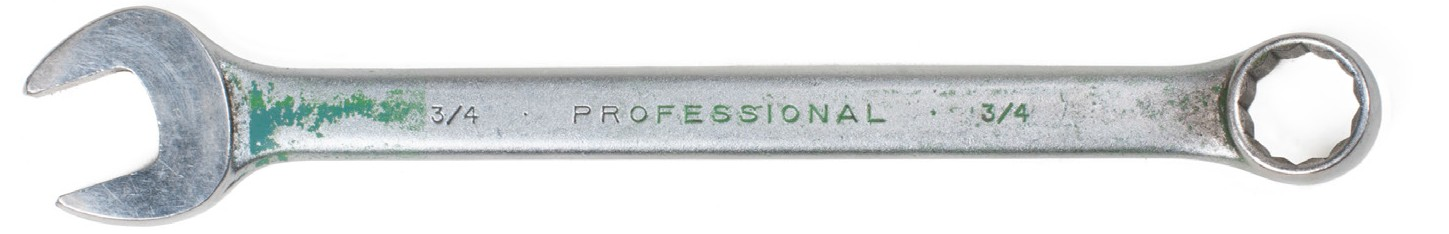 3/4 · PROFESSIONAL · 3/4